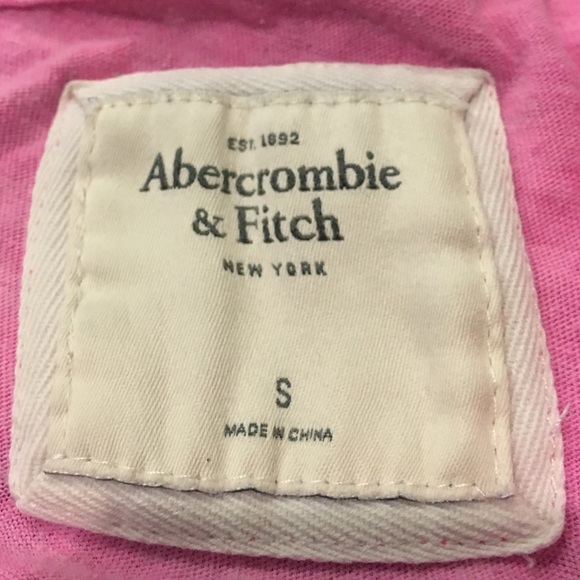 EST. 1892
Abercrombie
& Fitch
NEW YORK
S
MADE IN CHINA